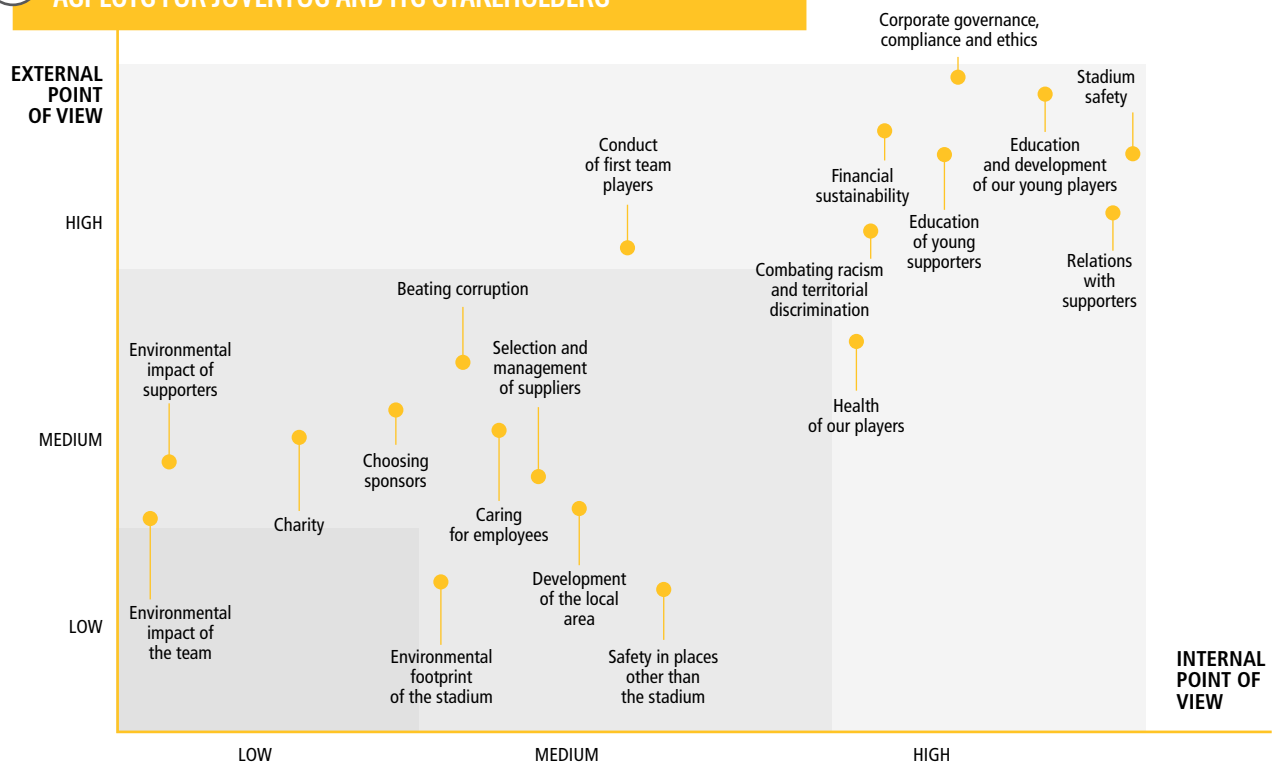 ASPECTS FOR JUVENTUS AND ITS STAKEHOLDERS
EXTERNAL
POINT
OF VIEW
HIGH
MEDIUM
LOW
Corporate governance,
compliance and ethics
Stadium
safety
Education
and development
of our young players
Financial
sustainability
Education
of young
supporters
Relations
with
supporters
Combating racism
and territorial
discrimination
Health
of our players
Conduct
of first team
players
Beating corruption
Selection and
management
of suppliers
Environmental
impact of
supporters
Choosing
sponsors
Charity
Caring
for employees
Development
of the local
area
Environmental
impact of
the team
Environmental
footprint
of the stadium
Safety in places
other than
the stadium
INTERNAL
POINT OF
VIEW
LOW
MEDIUM
HIGH